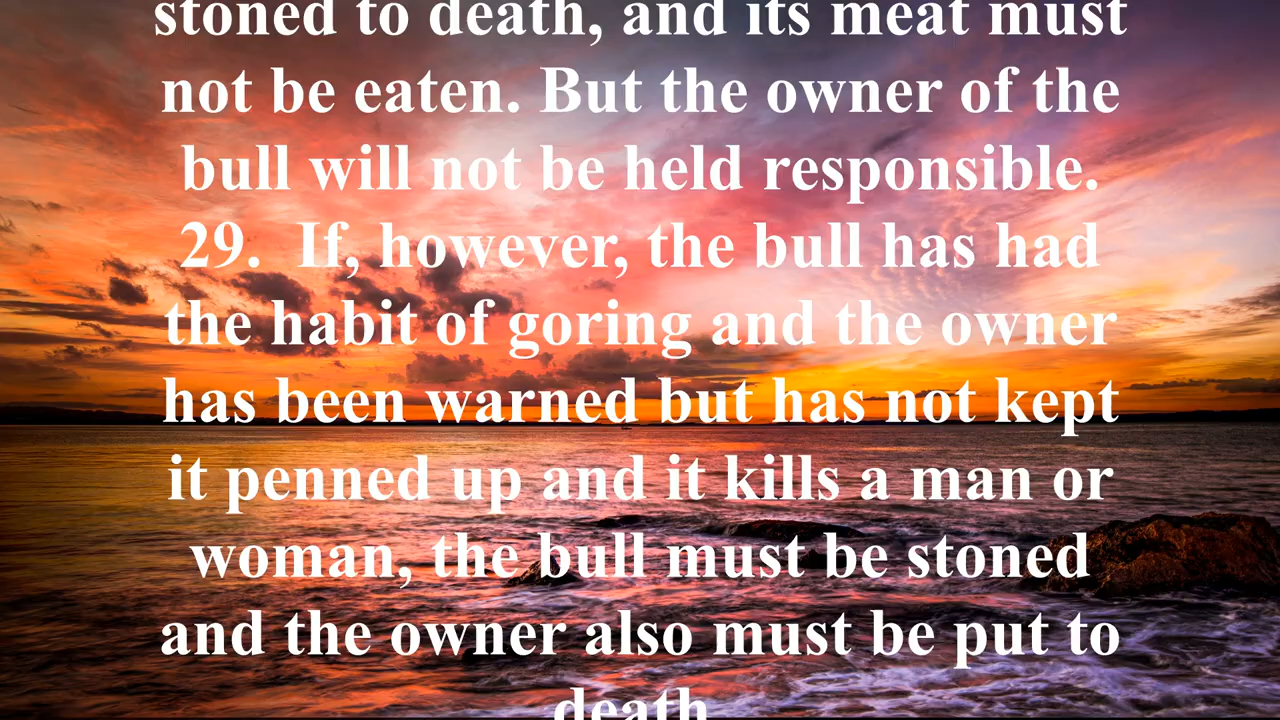 stoned to death, and its meat must
not be eaten. But the owner of the
bull will not be held responsible.
29.  If, however, the bull has had
the habit of goring and the owner
has been warned but has not kept
it penned up and it kills a man or
woman, the bull must be stoned
and the owner also must be put to
death